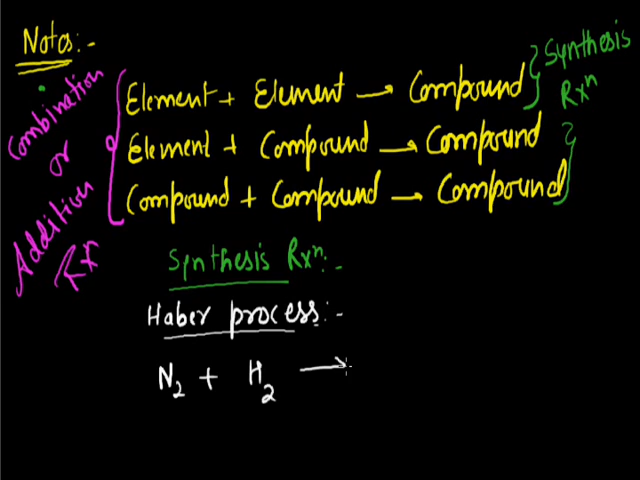 Notes:-
Combination
or
Addition
Rx
Element + Element → Compound
Element + Compound → Compound
Compound + Compound → Compound
Synthesis
Rxⁿ
Synthesis Rxⁿ:-
Haber process:-
N₂ + H₂ →